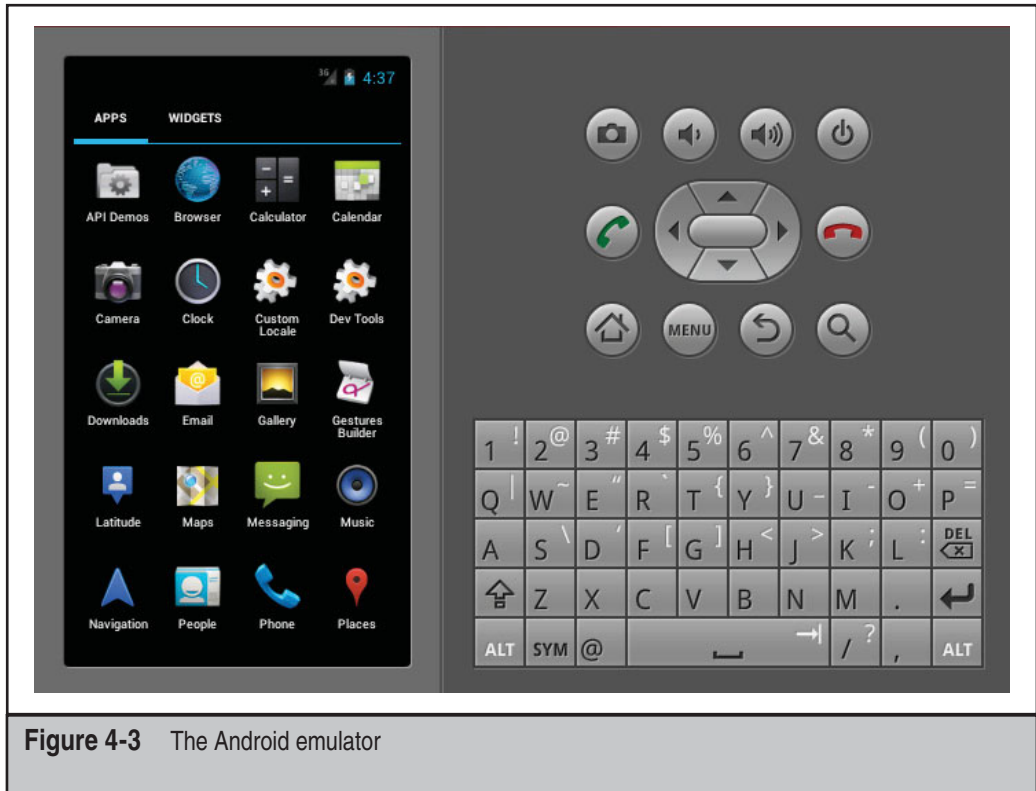 3G 4:37
APPS WIDGETS
API Demos Browser Calculator Calendar
Camera Clock Custom Locale Dev Tools
Downloads Email Gallery Gestures Builder
Latitude Maps Messaging Music
Navigation People Phone Places
MENU
1 ! 2 @ 3 # 4 $ 5 % 6 ^ 7 & 8 * 9 ( 0 )
Q | W ~ E " R ` T { Y } U _ I - O + P =
A S \ D ' F [ G ] H < J > K ; L : DEL
Z X C V B N M .
ALT SYM @ / ? , ALT
Figure 4-3 The Android emulator